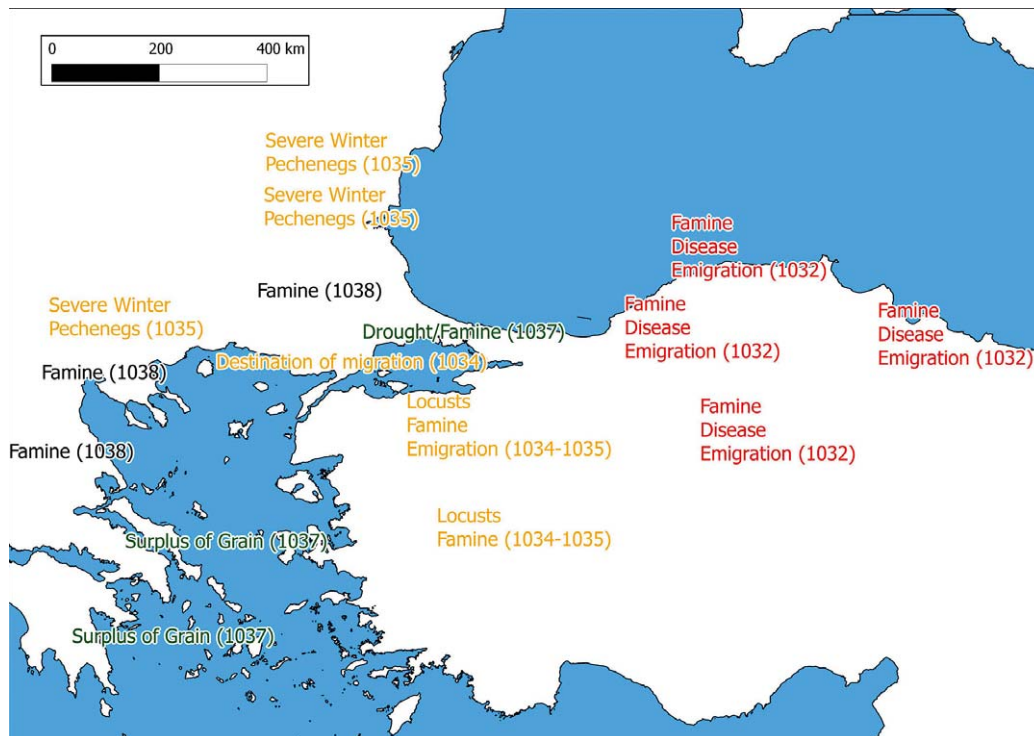 0 200 400 km
Severe Winter
Pechenegs (1035)
Severe Winter
Pechenegs (1035)
Famine
Disease
Emigration (1032)
Famine (1038)
Severe Winter
Pechenegs (1035)
Famine
Disease
Emigration (1032)
Famine
Disease
Emigration (1032)
Drought/Famine (1037)
Destination of migration (1034)
Famine (1038)
Locusts
Famine
Emigration (1034-1035)
Famine
Disease
Emigration (1032)
Famine (1038)
Locusts
Famine (1034-1035)
Surplus of Grain (1037)
Surplus of Grain (1037)